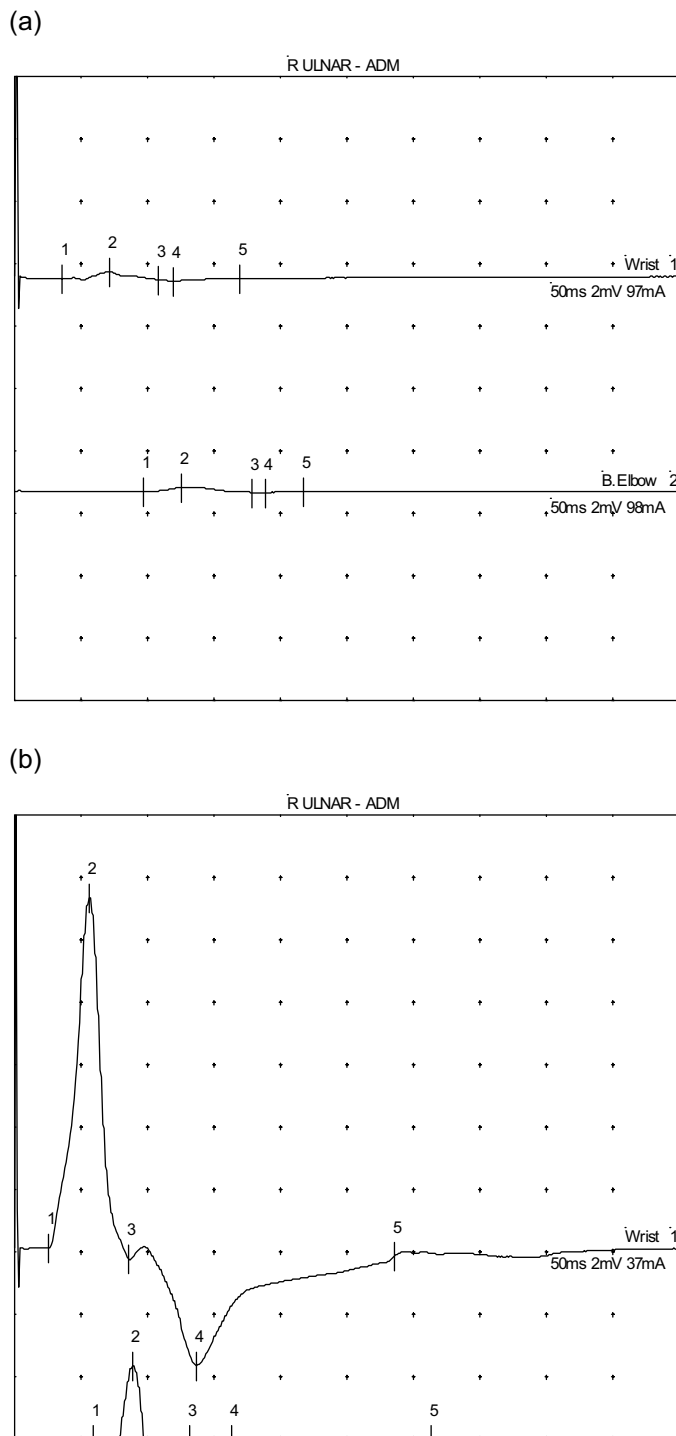 (a)
R ULNAR - ADM
1 2 3 4 5
Wrist 1
50ms 2mV 97mA
1 2 3 4 5
B.Elbow 2
50ms 2mV 98mA
(b)
R ULNAR - ADM
2
1 3 5
Wrist 1
50ms 2mV 37mA
2 4
1 3 4 5